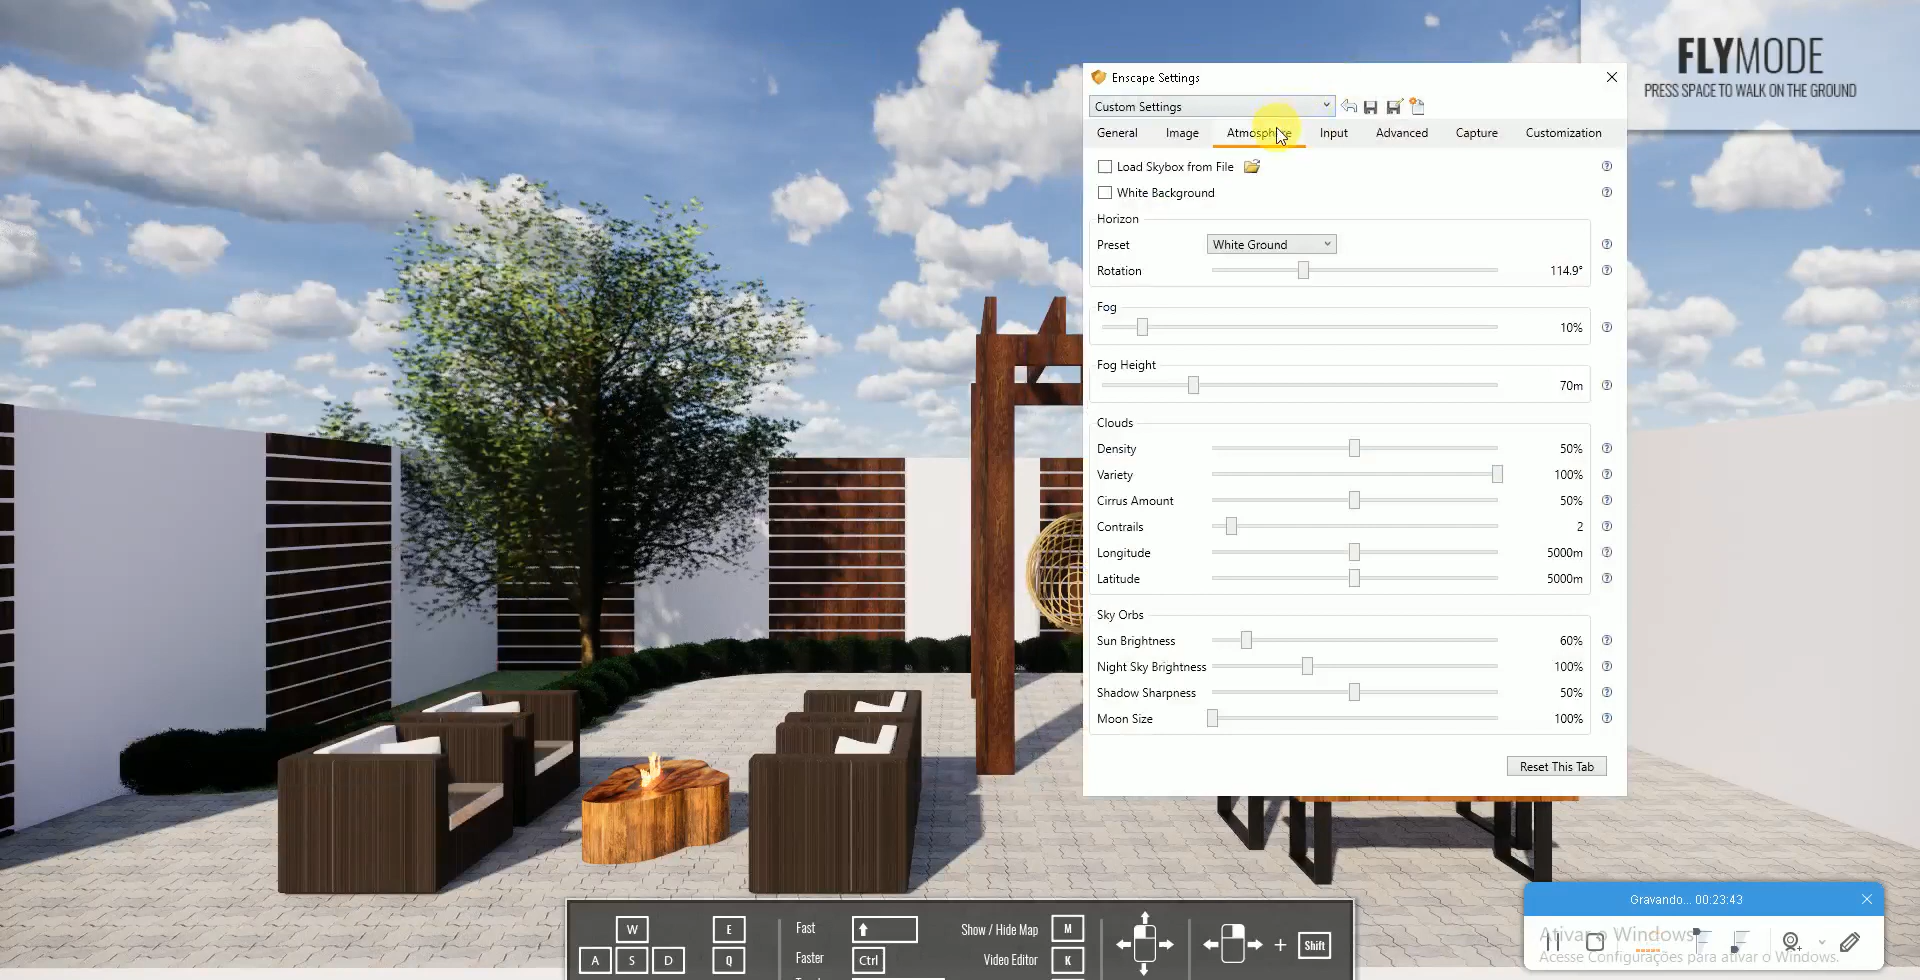 FLYMODE
PRESS SPACE TO WALK ON THE GROUND
Enscape Settings
Custom Settings
General Image Atmosphere Input Advanced Capture Customization
Load Skybox from File
White Background
Horizon
Preset White Ground
Rotation 114.9°
Fog
10%
Fog Height
70m
Clouds
Density 50%
Variety 100%
Cirrus Amount 50%
Contrails 2
Longitude 5000m
Latitude 5000m
Sky Orbs
Sun Brightness 60%
Night Sky Brightness 100%
Shadow Sharpness 50%
Moon Size 100%
Reset This Tab
Gravando... 00:23:43
Ativar o Windows
Acesse Configurações para ativar o Windows.
W E Fast Show / Hide Map M
A S D Q Faster Ctrl Video Editor K
+ Shift